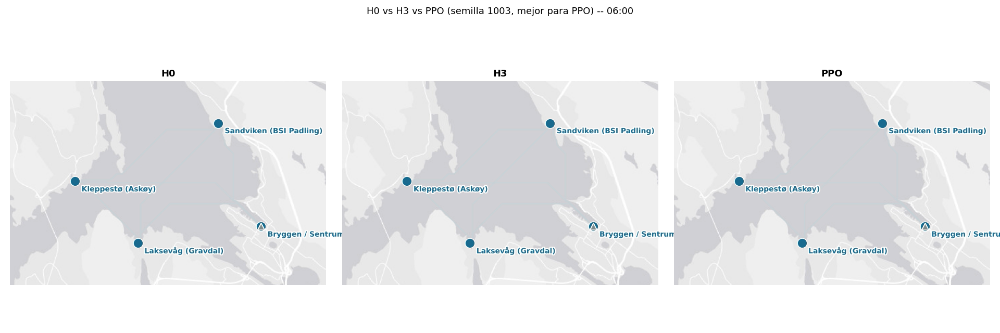 H0 vs H3 vs PPO (semilla 1003, mejor para PPO) -- 06:00
H0
Sandviken (BSI Padling)
Kleppestø (Askøy)
Bryggen / Sentrum
Laksevåg (Gravdal)
H3
Sandviken (BSI Padling)
Kleppestø (Askøy)
Bryggen / Sentrum
Laksevåg (Gravdal)
PPO
Sandviken (BSI Padling)
Kleppestø (Askøy)
Bryggen / Sentru
Laksevåg (Gravdal)